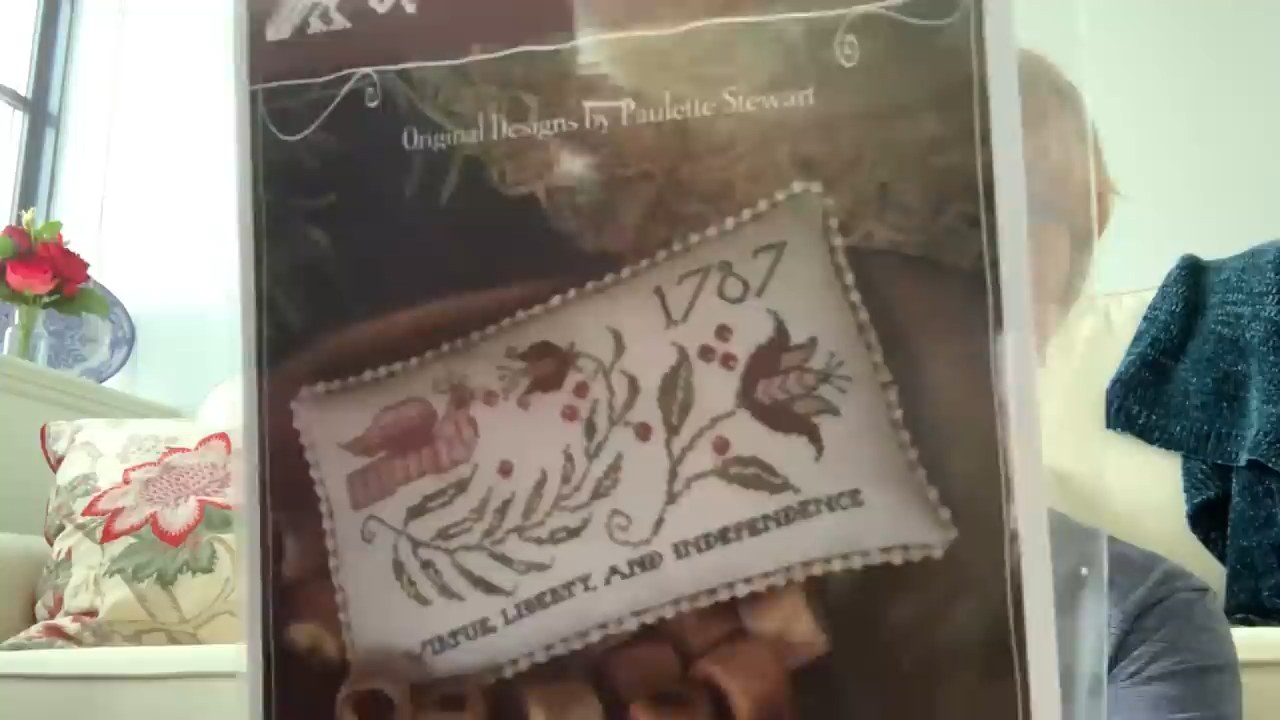 Original Designs by Paulette Stewart
1787
VIRTUE, LIBERTY, AND INDEPENDENCE